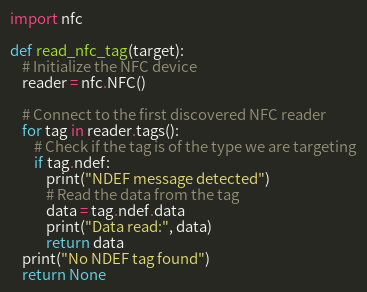 import nfc

def read_nfc_tag(target):
    # Initialize the NFC device
    reader = nfc.NFC()

    # Connect to the first discovered NFC reader
    for tag in reader.tags():
        # Check if the tag is of the type we are targeting
        if tag.ndef:
            print("NDEF message detected")
            # Read the data from the tag
            data = tag.ndef.data
            print("Data read:", data)
            return data
    print("No NDEF tag found")
    return None